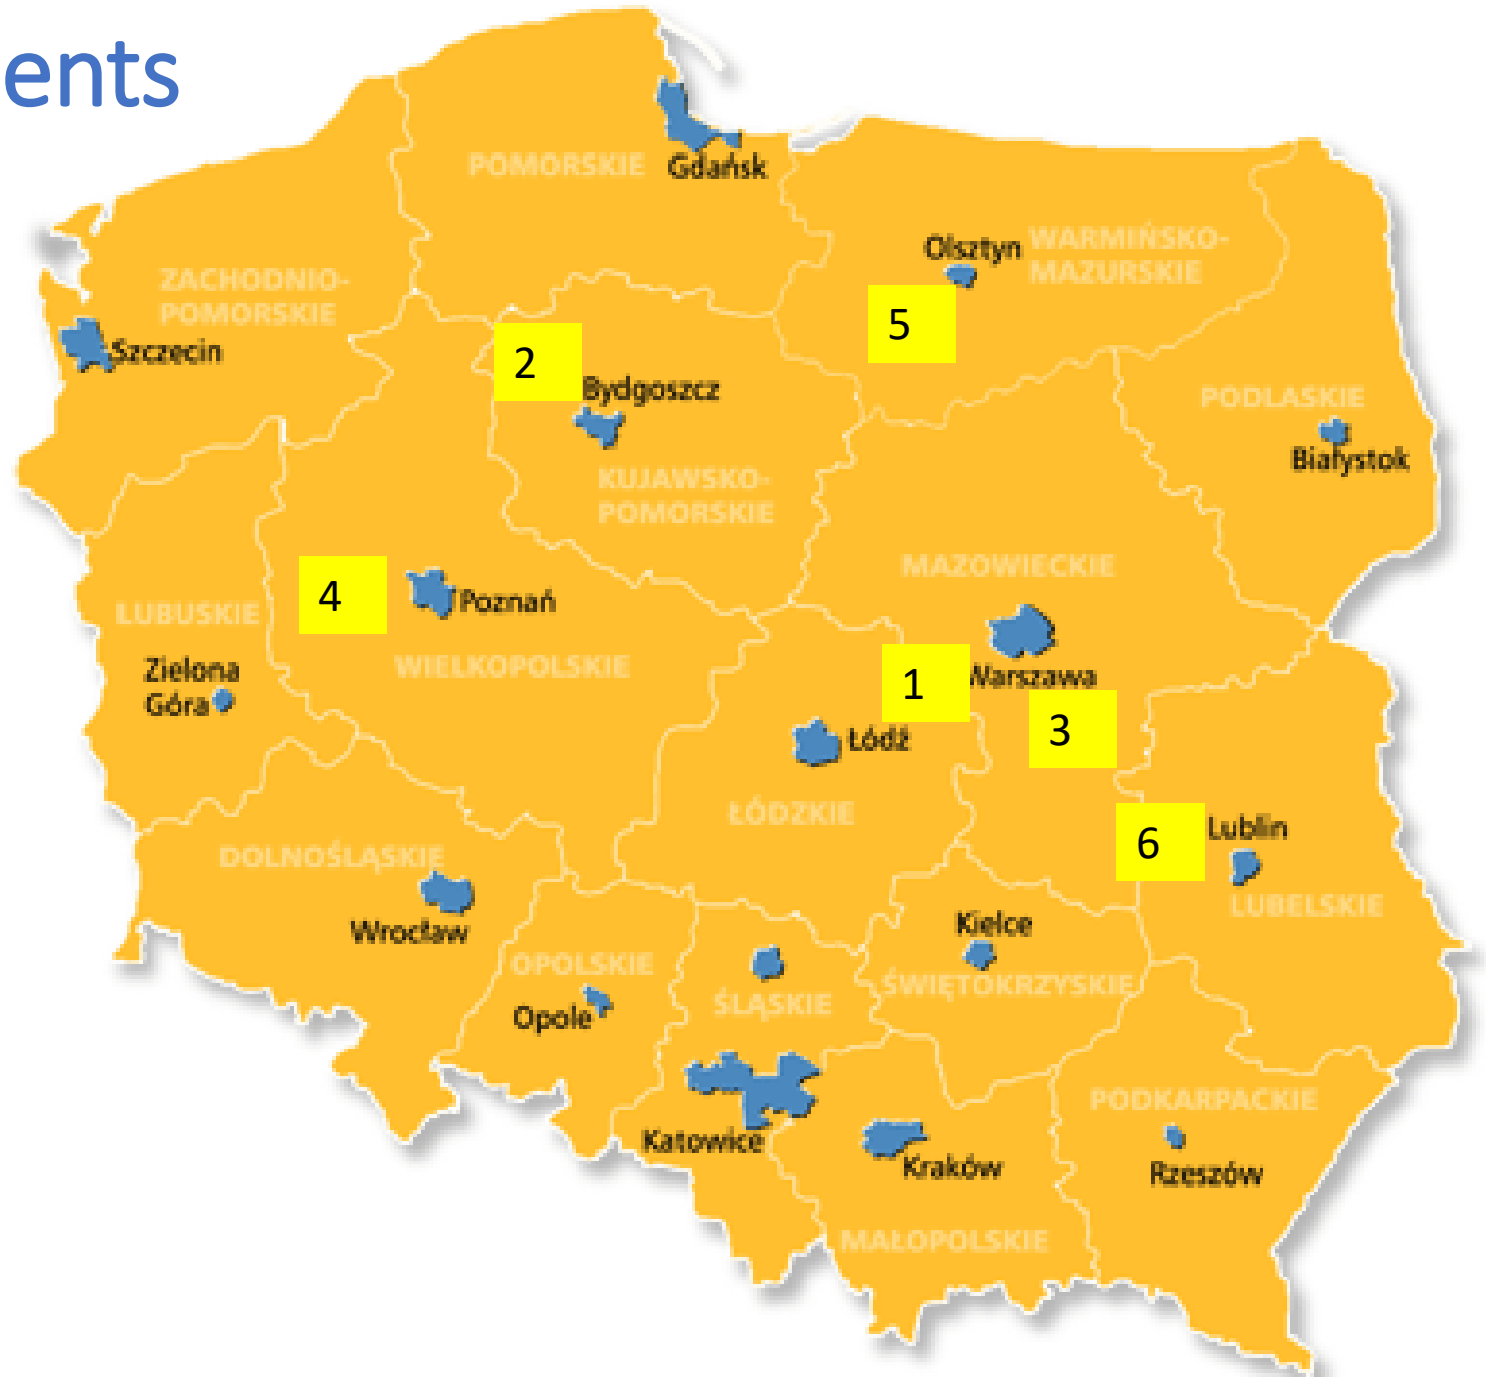 ents
POMORSKIE
Gdańsk
Olsztyn
WARMIŃSKO-
MAZURSKIE
ZACHODNIO-
POMORSKIE
Szczecin
5
2
Bydgoszcz
PODLASKIE
Białystok
KUJAWSKO-
POMORSKIE
MAZOWIECKIE
4
Poznań
LUBUSKIE
WIELKOPOLSKIE
Zielona
Góra
1
Warszawa
3
Łódź
ŁÓDZKIE
6
Lublin
DOLNOŚLĄSKIE
LUBELSKIE
Wrocław
Kielce
OPOLSKIE
ŚWIĘTOKRZYSKIE
ŚLĄSKIE
Opole
PODKARPACKIE
Katowice
Kraków
Rzeszów
MAŁOPOLSKIE